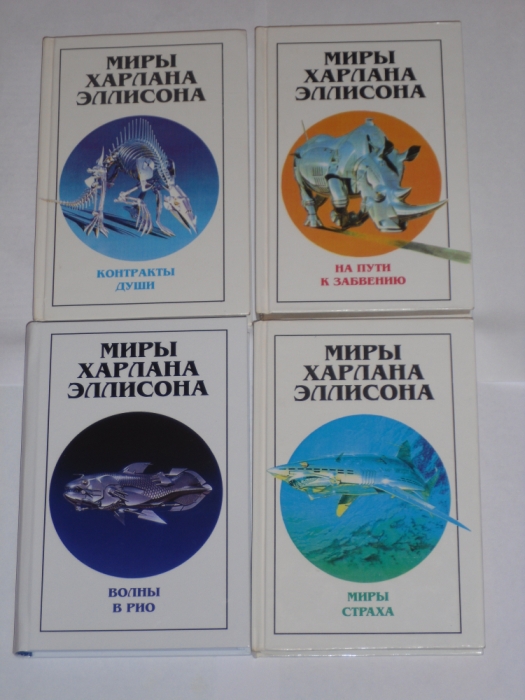 МИРЫ
ХАРЛАНА
ЭЛЛИСОНА
КОНТРАКТЫ
ДУШИ
МИРЫ
ХАРЛАНА
ЭЛЛИСОНА
НА ПУТИ
К ЗАБВЕНИЮ
МИРЫ
ХАРЛАНА
ЭЛЛИСОНА
ВОЛНЫ
В РИО
МИРЫ
ХАРЛАНА
ЭЛЛИСОНА
МИРЫ
СТРАХА